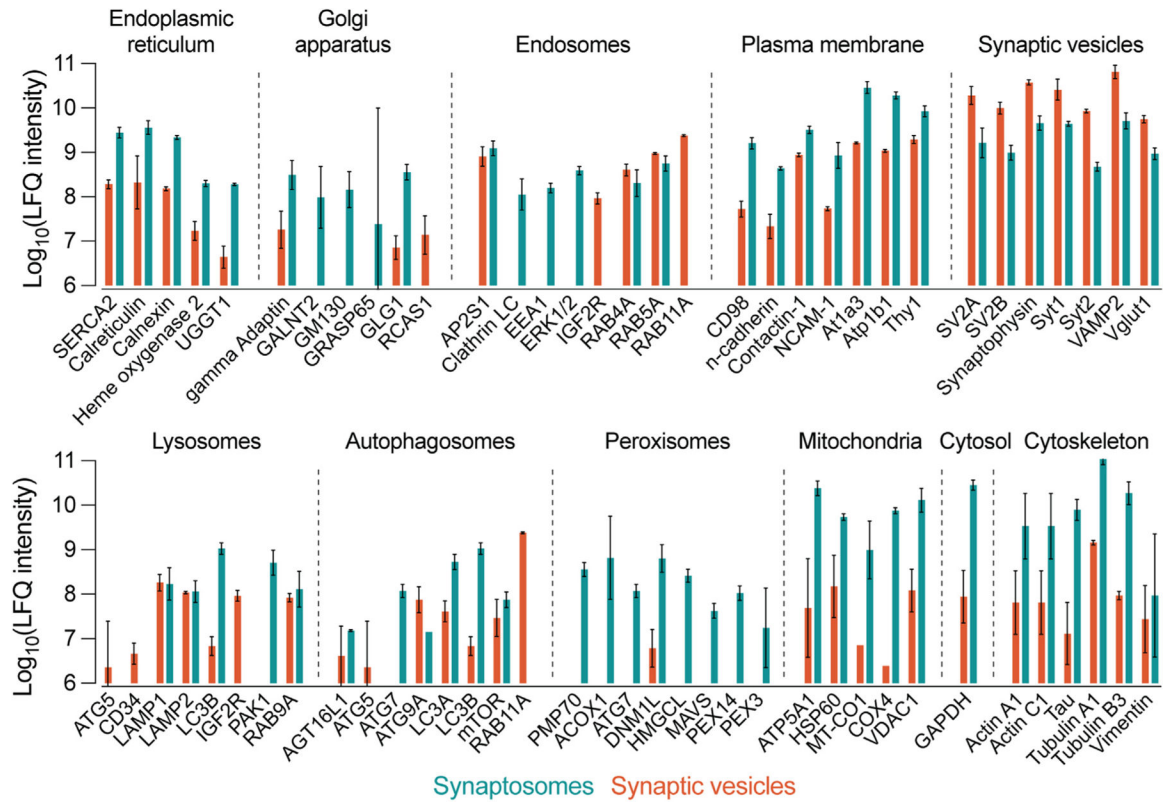 Endoplasmic
reticulum
Golgi
apparatus
Endosomes
Plasma membrane
Synaptic vesicles
Log10(LFQ intensity)
11
10
9
8
7
6
SERCA2
Calreticulin
Calnexin
Heme oxygenase 2
UGGT1
gamma Adaptin
GALNT2
GM130
GRASP65
GLG1
RCAS1
AP2S1
Clathrin LC
EEA1
ERK1/2
IGF2R
RAB4A
RAB5A
RAB11A
CD98
n-cadherin
Contactin-1
NCAM-1
At1a3
Atp1b1
Thy1
SV2A
SV2B
Synaptophysin
Syt1
Syt2
VAMP2
Vglut1
Lysosomes
Autophagosomes
Peroxisomes
Mitochondria
Cytosol
Cytoskeleton
Log10(LFQ intensity)
11
10
9
8
7
6
ATG5
CD34
LAMP1
LAMP2
LC3B
IGF2R
PAK1
RAB9A
AGT16L1
ATG5
ATG7
ATG9A
LC3A
LC3B
mTOR
RAB11A
PMP70
ACOX1
ATG7
DNM1L
HMGCL
MAVS
PEX14
PEX3
ATP5A1
HSP60
MT-CO1
COX4
VDAC1
GAPDH
Actin A1
Actin C1
Tau
Tubulin A1
Tubulin B3
Vimentin
Synaptosomes Synaptic vesicles